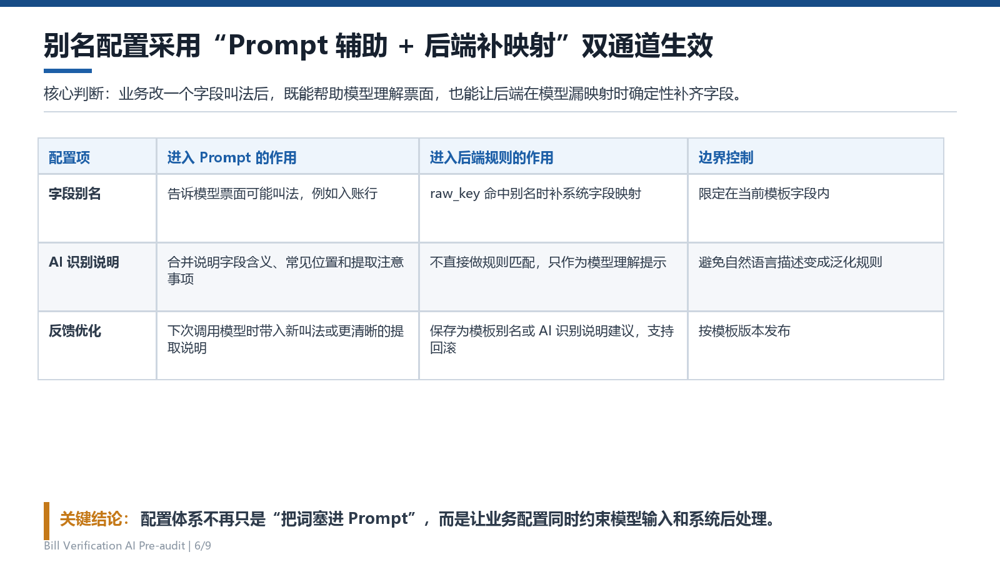 别名配置采用“Prompt 辅助 + 后端补映射”双通道生效
核心判断：业务改一个字段叫法后，既能帮助模型理解票面，也能让后端在模型漏映射时确定性补齐字段。
配置项
进入 Prompt 的作用
进入后端规则的作用
边界控制
字段别名
告诉模型票面可能叫法，例如入账行
raw_key 命中别名时补系统字段映射
限定在当前模板字段内
AI 识别说明
合并说明字段含义、常见位置和提取注意
事项
不直接做规则匹配，只作为模型理解提示
避免自然语言描述变成泛化规则
反馈优化
下次调用模型时带入新叫法或更清晰的提
取说明
保存为模板别名或 AI 识别说明建议，支持
回滚
按模板版本发布
关键结论：配置体系不再只是“把词塞进 Prompt”，而是让业务配置同时约束模型输入和系统后处理。
Bill Verification AI Pre-audit | 6/9